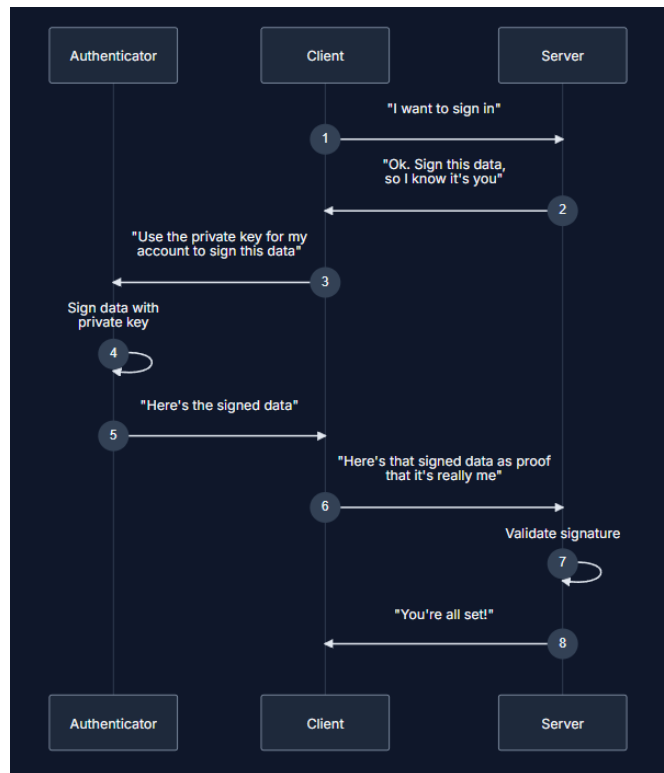 Authenticator
Client
Server
"I want to sign in"
1
"Ok. Sign this data,
so I know it's you"
2
"Use the private key for my
account to sign this data"
3
Sign data with
private key
4
"Here's the signed data"
5
"Here's that signed data as proof
that it's really me"
6
Validate signature
7
"You're all set!"
8
Authenticator
Client
Server